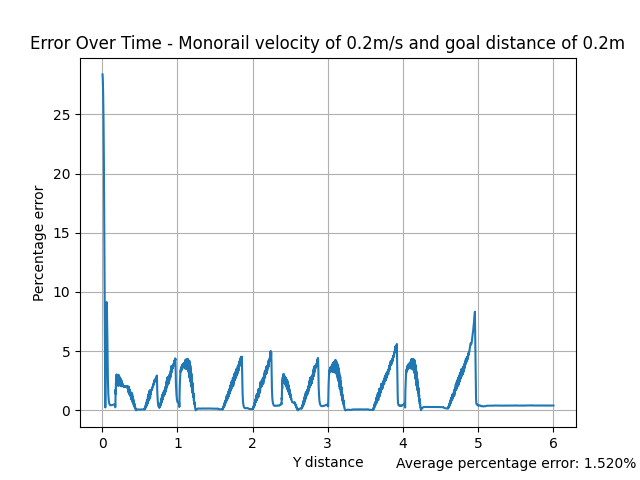 Error Over Time - Monorail velocity of 0.2m/s and goal distance of 0.2m
Percentage error
25
20
15
10
5
0
0 1 2 3 4 5 6
Y distance
Average percentage error: 1.520%